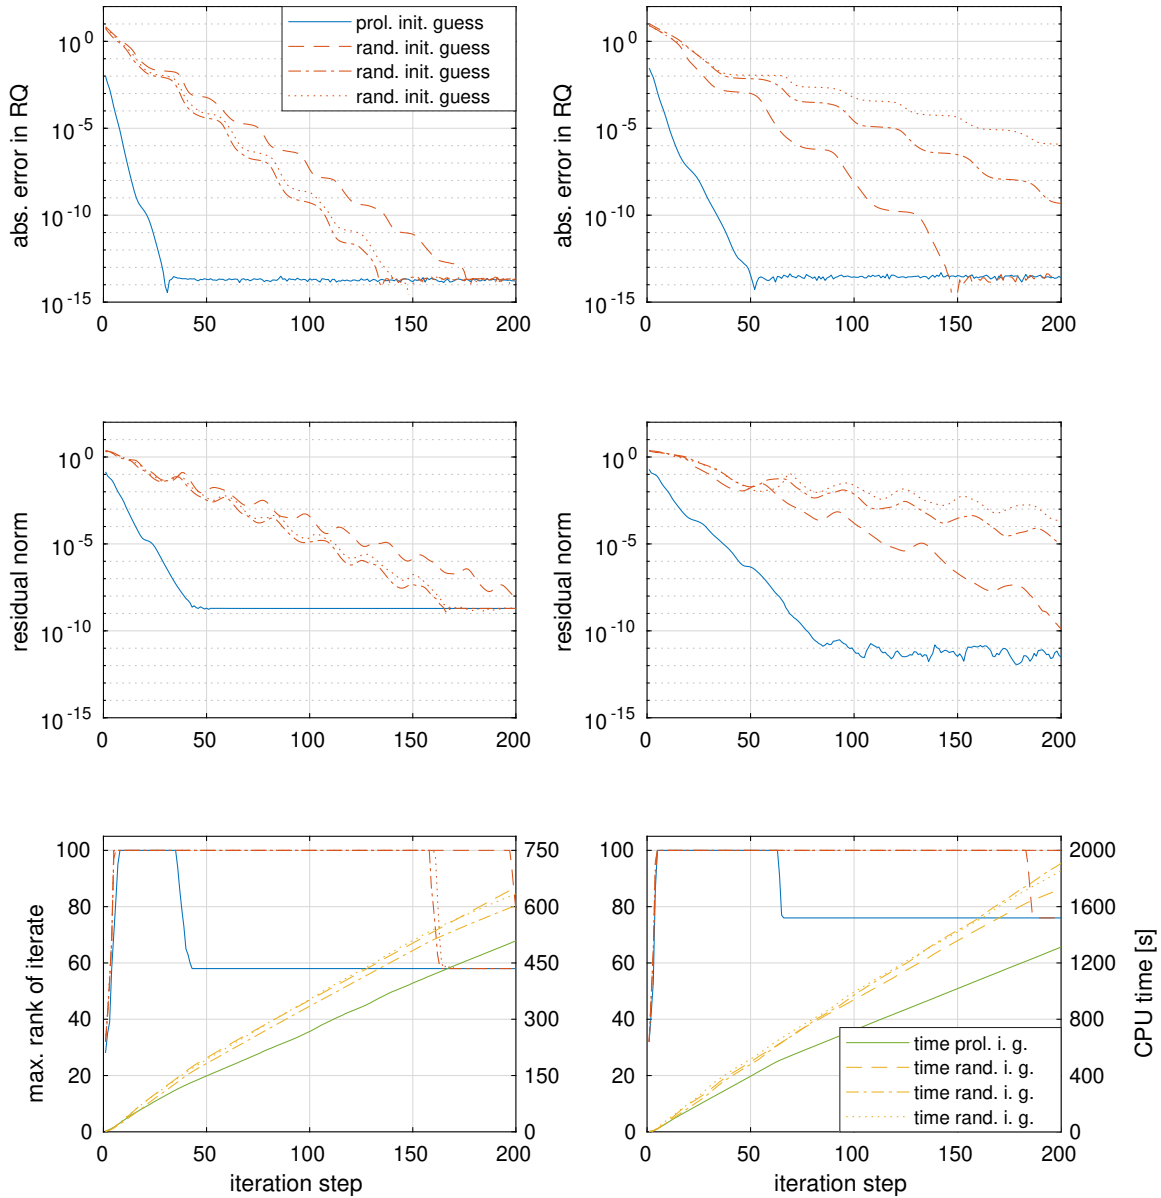 prol. init. guess
rand. init. guess
rand. init. guess
rand. init. guess
abs. error in RQ
10^0
10^-5
10^-10
10^-15
0 50 100 150 200
abs. error in RQ
10^0
10^-5
10^-10
10^-15
0 50 100 150 200
residual norm
10^0
10^-5
10^-10
10^-15
0 50 100 150 200
residual norm
10^0
10^-5
10^-10
10^-15
0 50 100 150 200
max. rank of iterate
100
80
60
40
20
0
750
600
450
300
150
0
0 50 100 150 200
iteration step
100
80
60
40
20
0
2000
1600
1200
800
400
0
CPU time [s]
time prol. i. g.
time rand. i. g.
time rand. i. g.
time rand. i. g.
0 50 100 150 200
iteration step